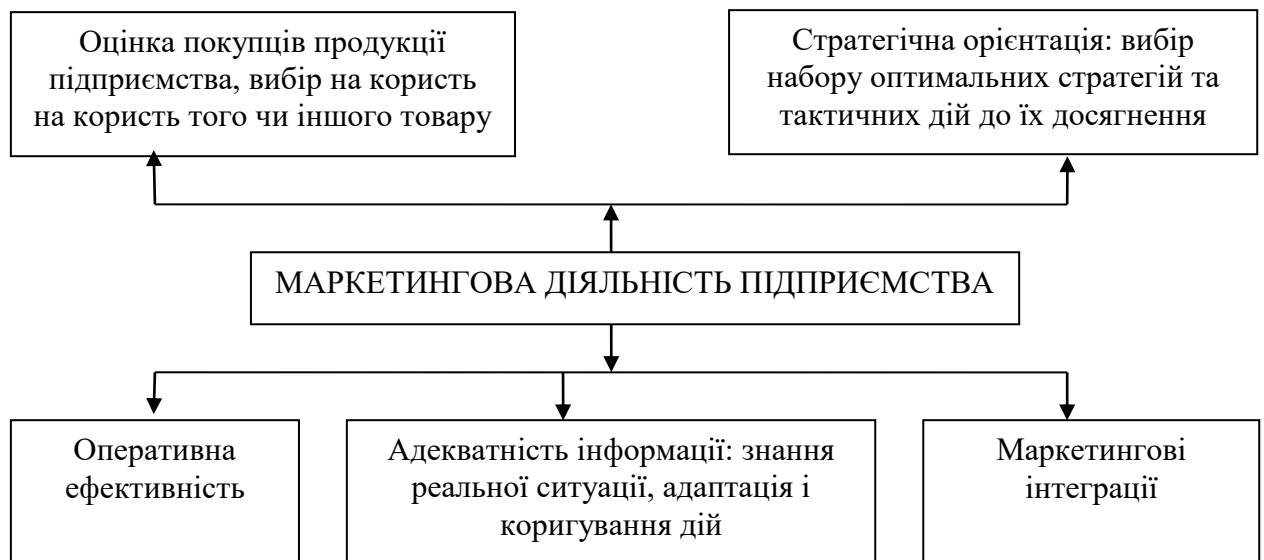 Оцінка покупців продукції
підприємства, вибір на користь
на користь того чи іншого товару
Стратегічна орієнтація: вибір
набору оптимальних стратегій та
тактичних дій до їх досягнення
МАРКЕТИНГОВА ДІЯЛЬНІСТЬ ПІДПРИЄМСТВА
Оперативна
ефективність
Адекватність інформації: знання
реальної ситуації, адаптація і
коригування дій
Маркетингові
інтеграції